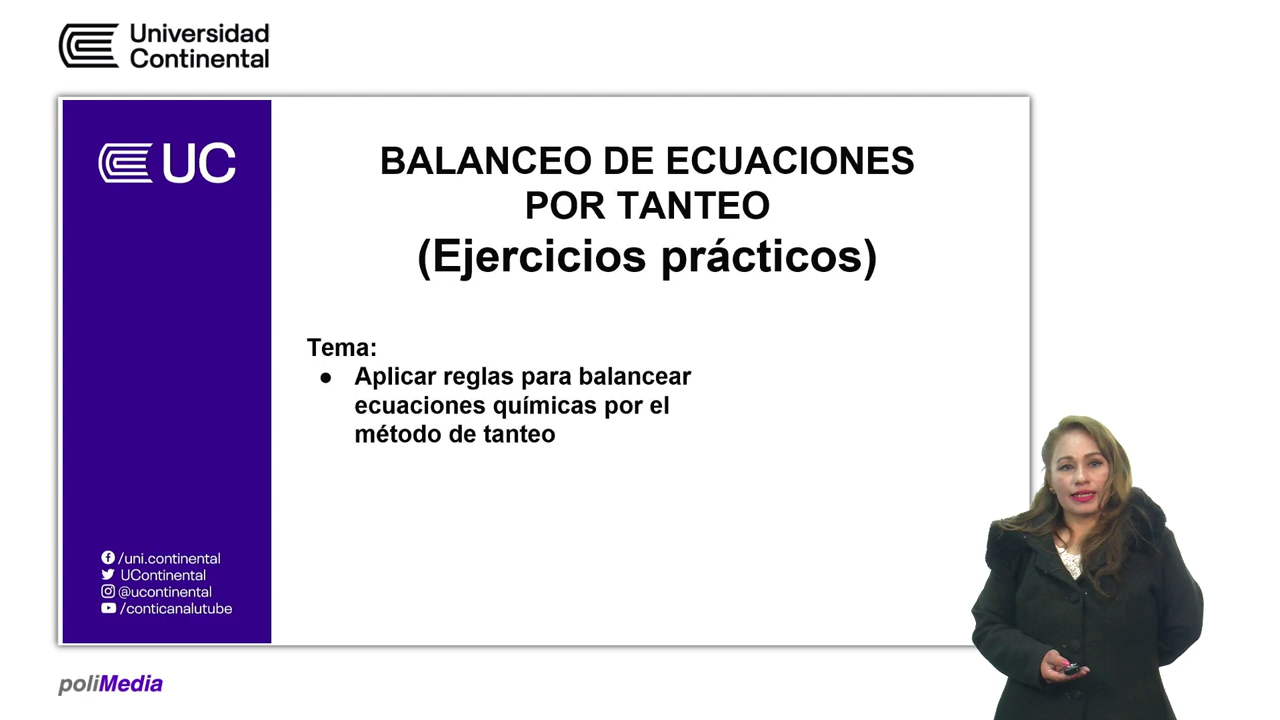 Universidad
Continental
UC
BALANCEO DE ECUACIONES
POR TANTEO
(Ejercicios prácticos)
Tema:
● Aplicar reglas para balancear
ecuaciones químicas por el
método de tanteo
/uni.continental
UContinental
@ucontinental
/conticanalutube
poliMedia